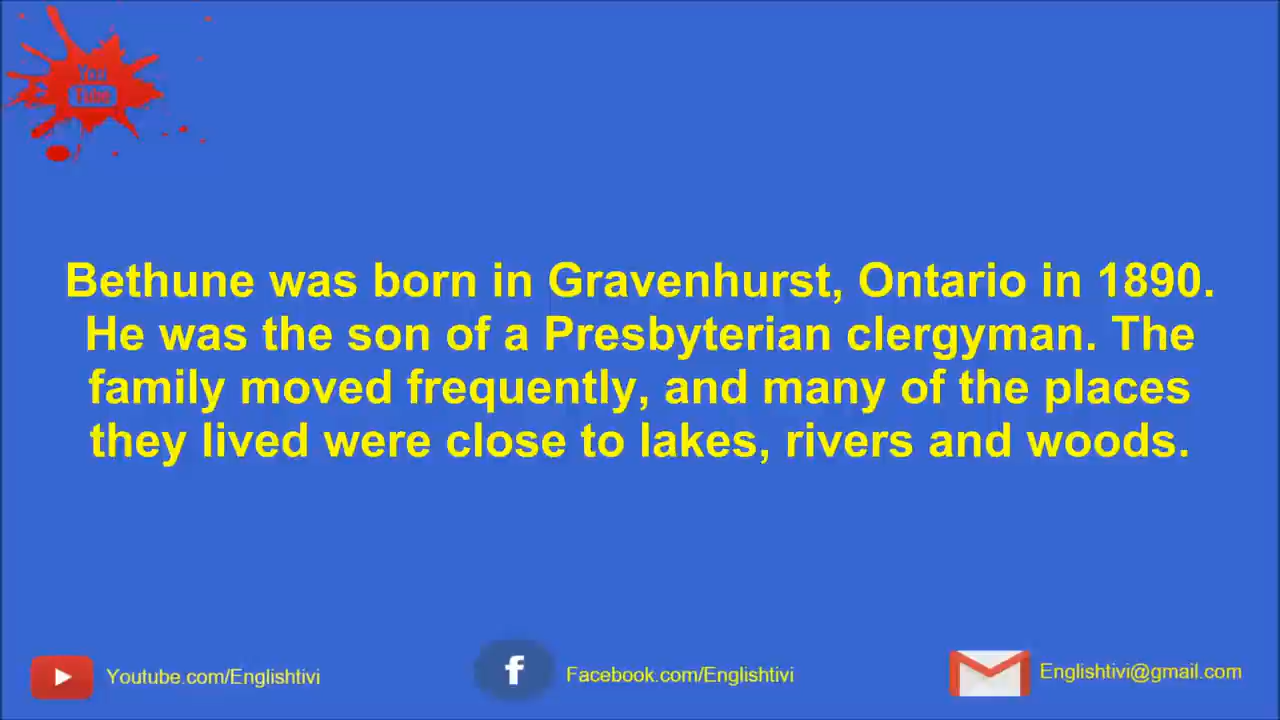 You
Tube
Bethune was born in Gravenhurst, Ontario in 1890.
He was the son of a Presbyterian clergyman. The
family moved frequently, and many of the places
they lived were close to lakes, rivers and woods.
Youtube.com/Englishtivi
f
Facebook.com/Englishtivi
Englishtivi@gmail.com